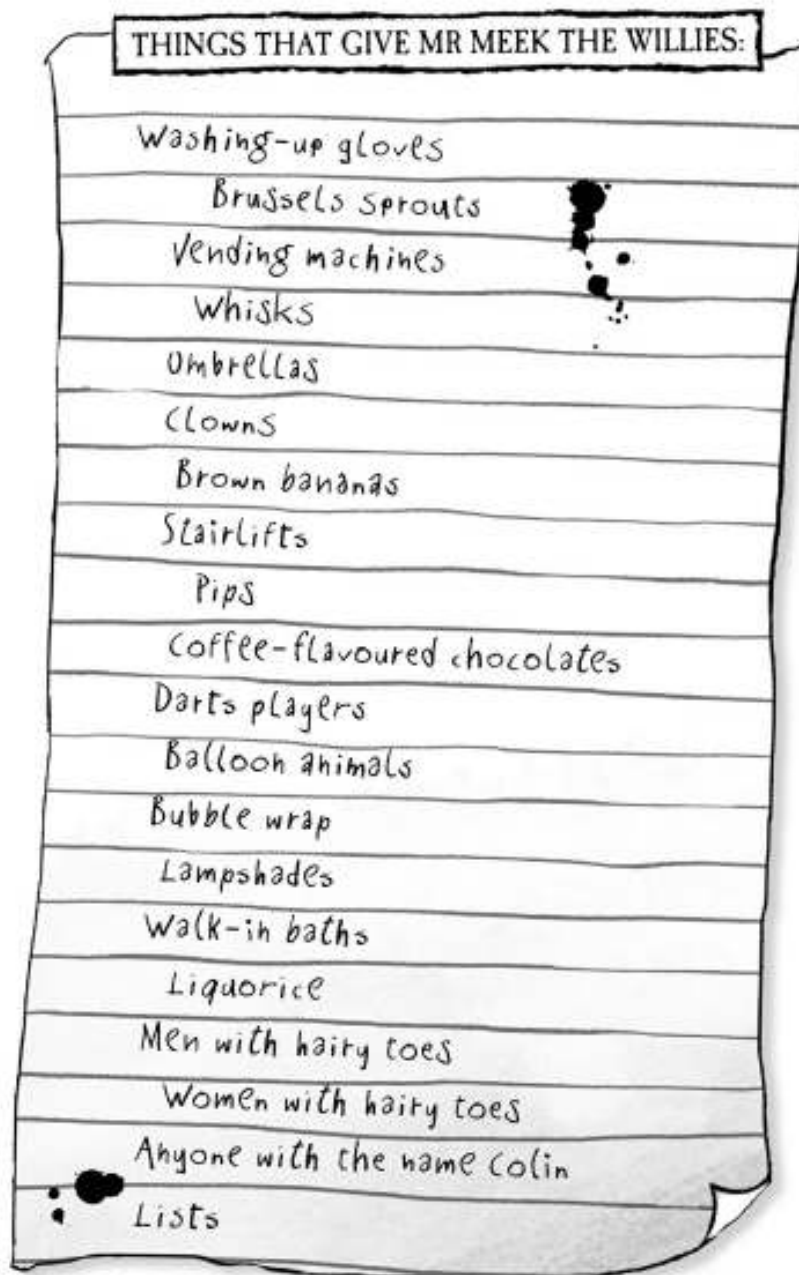 THINGS THAT GIVE MR MEEK THE WILLIES:
Washing-up gloves
Brussels sprouts
Vending machines
Whisks
Umbrellas
Clowns
Brown bananas
Stairlifts
Pips
Coffee-flavoured chocolates
Darts players
Balloon animals
Bubble wrap
Lampshades
Walk-in baths
Liquorice
Men with hairy toes
Women with hairy toes
Anyone with the name Colin
Lists